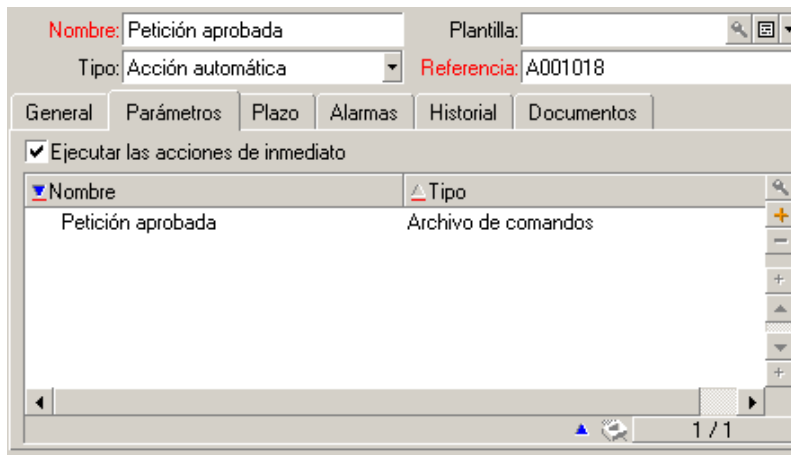 Nombre: Petición aprobada Plantilla:
Tipo: Acción automática Referencia: A001018
General Parámetros Plazo Alarmas Historial Documentos
Ejecutar las acciones de inmediato
Nombre Tipo
Petición aprobada Archivo de comandos
1 / 1